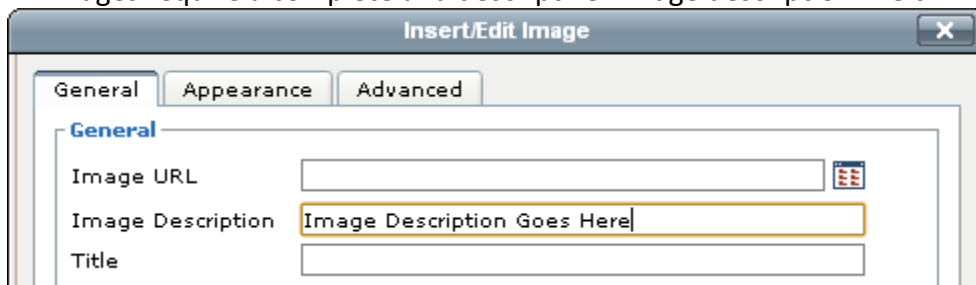 Insert/Edit Image
General Appearance Advanced
General
Image URL
Image Description Image Description Goes Here
Title